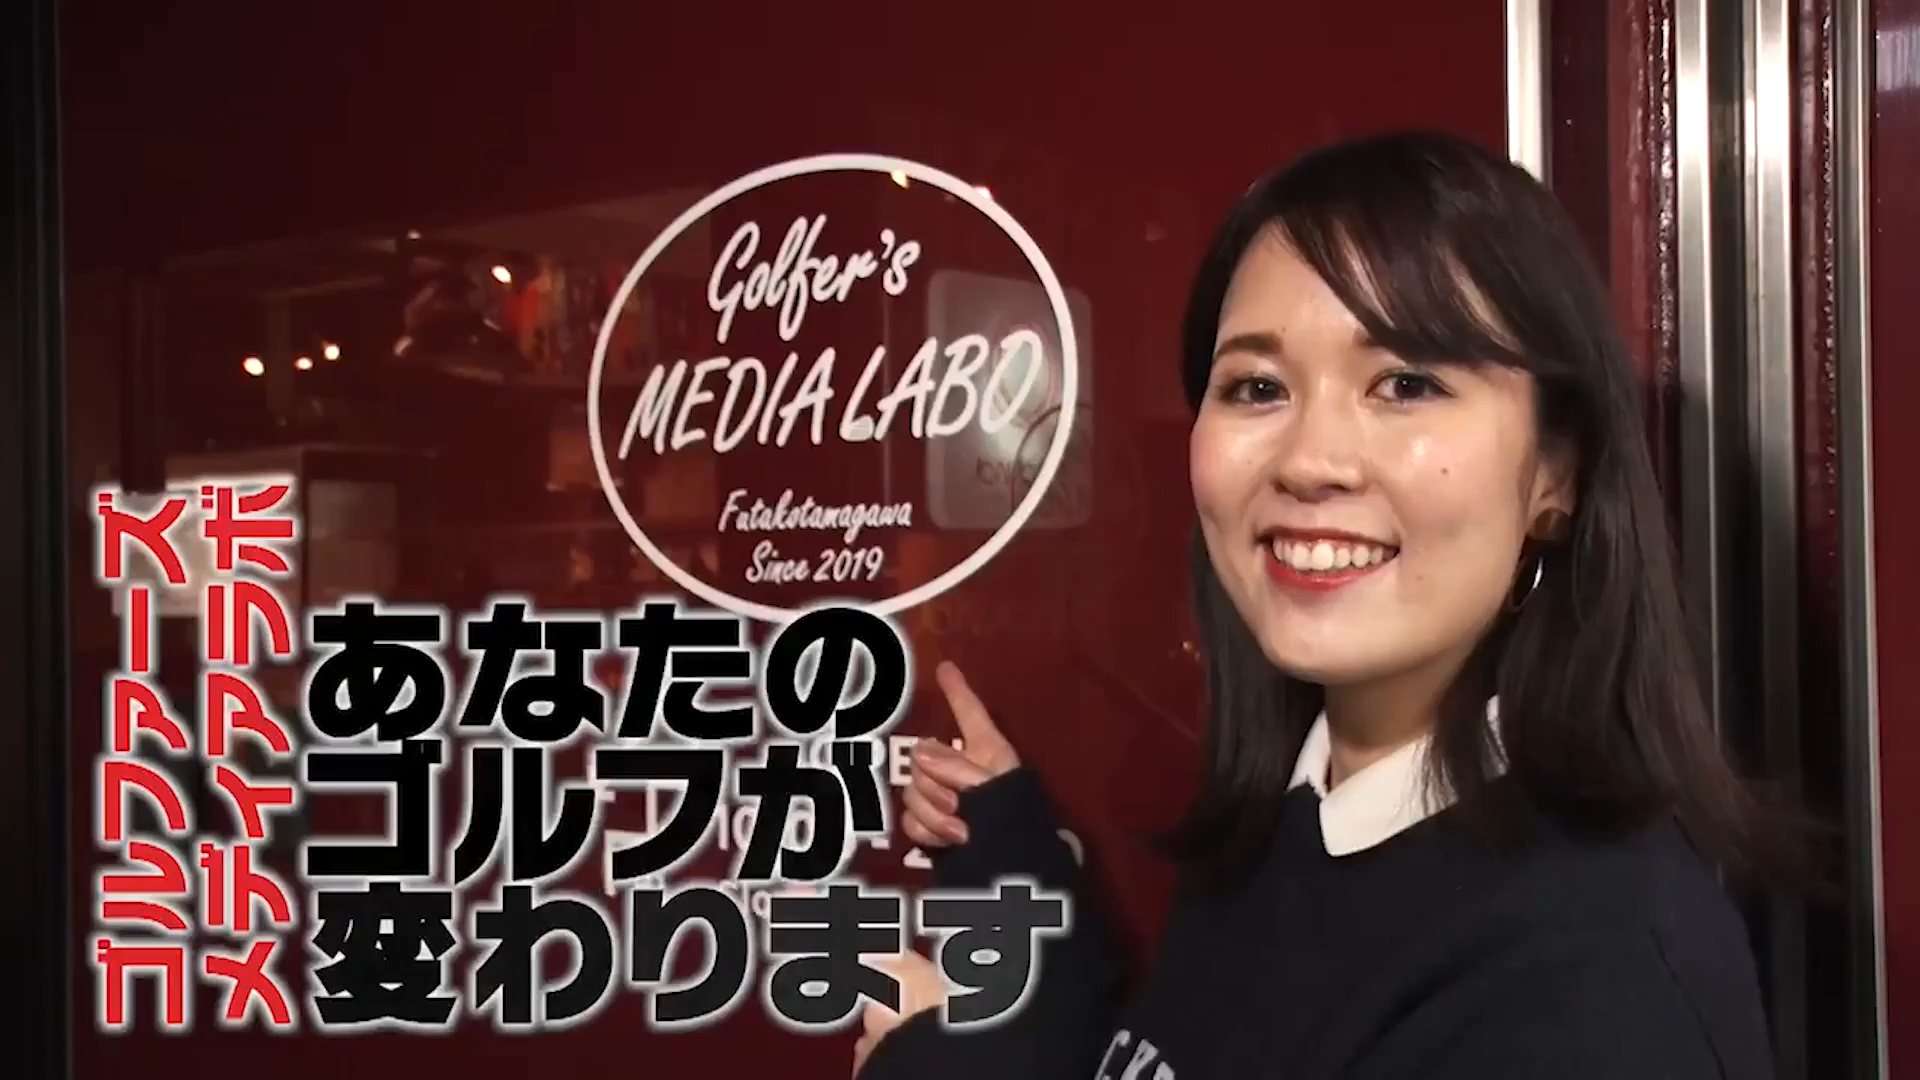 Golfer's
MEDIA LABO
Futakotamagawa
Since 2019
ゴルファーズ
メディアラボ
あなたの
ゴルフが
変わります